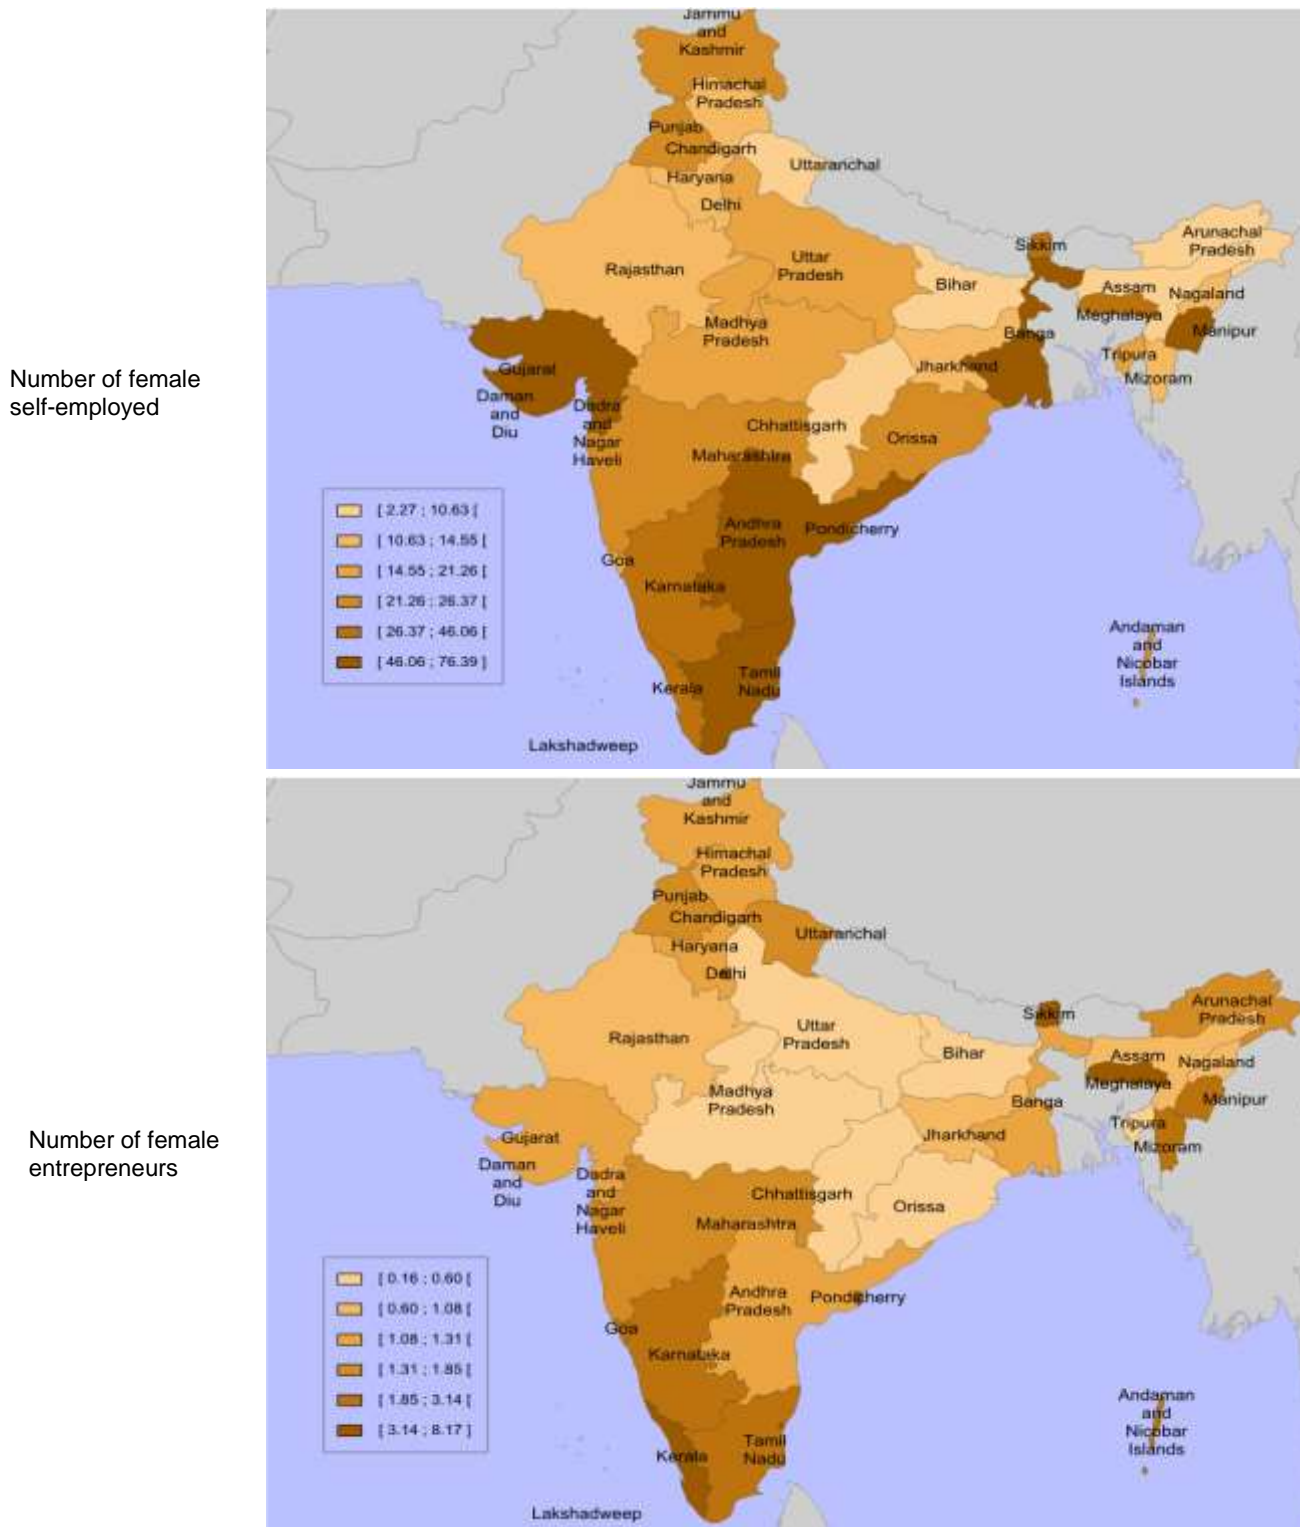 Number of female
self-employed
Jammu
and
Kashmir
Himachal
Pradesh
Punjab
Chandigarh
Uttaranchal
Haryana
Delhi
Arunachal
Pradesh
Sikkim
Uttar
Pradesh
Rajasthan
Bihar
Assam
Nagaland
Meghalaya
Madhya
Pradesh
Banga
Manipur
Tripura
Gujarat
Jharkhand
Mizoram
Daman
and
Diu
Dadra
and
Nagar
Haveli
Chhattisgarh
Orissa
Maharashtra
[ 2.27 ; 10.63 [
[ 10.63 ; 14.55 [
[ 14.55 ; 21.26 [
[ 21.26 ; 26.37 [
[ 26.37 ; 46.06 [
[ 46.06 ; 76.39 ]
Andhra
Pradesh
Pondicherry
Goa
Karnataka
Andaman
and
Nicobar
Islands
Kerala
Tamil
Nadu
Lakshadweep
Number of female
entrepreneurs
Jammu
and
Kashmir
Himachal
Pradesh
Punjab
Chandigarh
Uttaranchal
Haryana
Delhi
Arunachal
Pradesh
Sikkim
Uttar
Pradesh
Rajasthan
Bihar
Assam
Nagaland
Meghalaya
Madhya
Pradesh
Banga
Manipur
Tripura
Gujarat
Jharkhand
Mizoram
Daman
and
Diu
Dadra
and
Nagar
Haveli
Chhattisgarh
Orissa
Maharashtra
[ 0.16 ; 0.60 [
[ 0.60 ; 1.08 [
[ 1.08 ; 1.31 [
[ 1.31 ; 1.85 [
[ 1.85 ; 3.14 [
[ 3.14 ; 8.17 ]
Andhra
Pradesh
Pondicherry
Goa
Karnataka
Andaman
and
Nicobar
Islands
Kerala
Tamil
Nadu
Lakshadweep